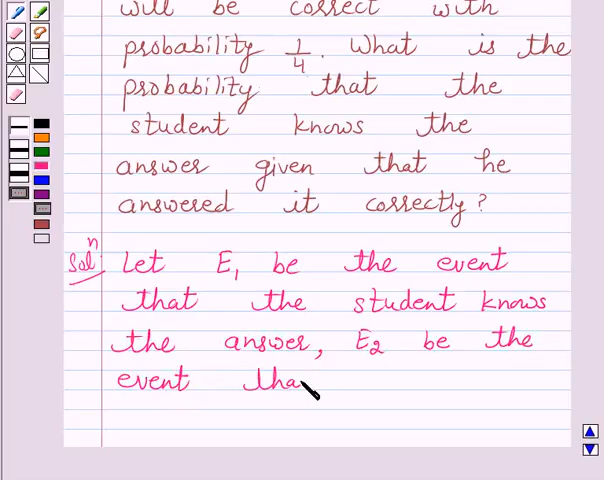 will be correct with
probability 1/4. What is the
probability that the
student knows the
answer given that he
answered it correctly?
Solⁿ. Let E₁ be the event
that the student knows
the answer, E₂ be the
event tha